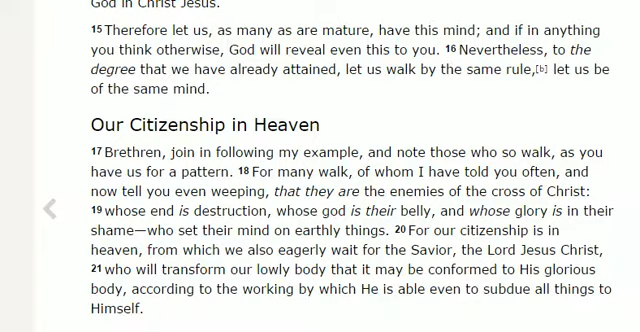 God in Christ Jesus.
15 Therefore let us, as many as are mature, have this mind; and if in anything
you think otherwise, God will reveal even this to you. 16 Nevertheless, to the
degree that we have already attained, let us walk by the same rule,[b] let us be
of the same mind.
Our Citizenship in Heaven
17 Brethren, join in following my example, and note those who so walk, as you
have us for a pattern. 18 For many walk, of whom I have told you often, and
now tell you even weeping, that they are the enemies of the cross of Christ:
19 whose end is destruction, whose god is their belly, and whose glory is in their
shame—who set their mind on earthly things. 20 For our citizenship is in
heaven, from which we also eagerly wait for the Savior, the Lord Jesus Christ,
21 who will transform our lowly body that it may be conformed to His glorious
body, according to the working by which He is able even to subdue all things to
Himself.